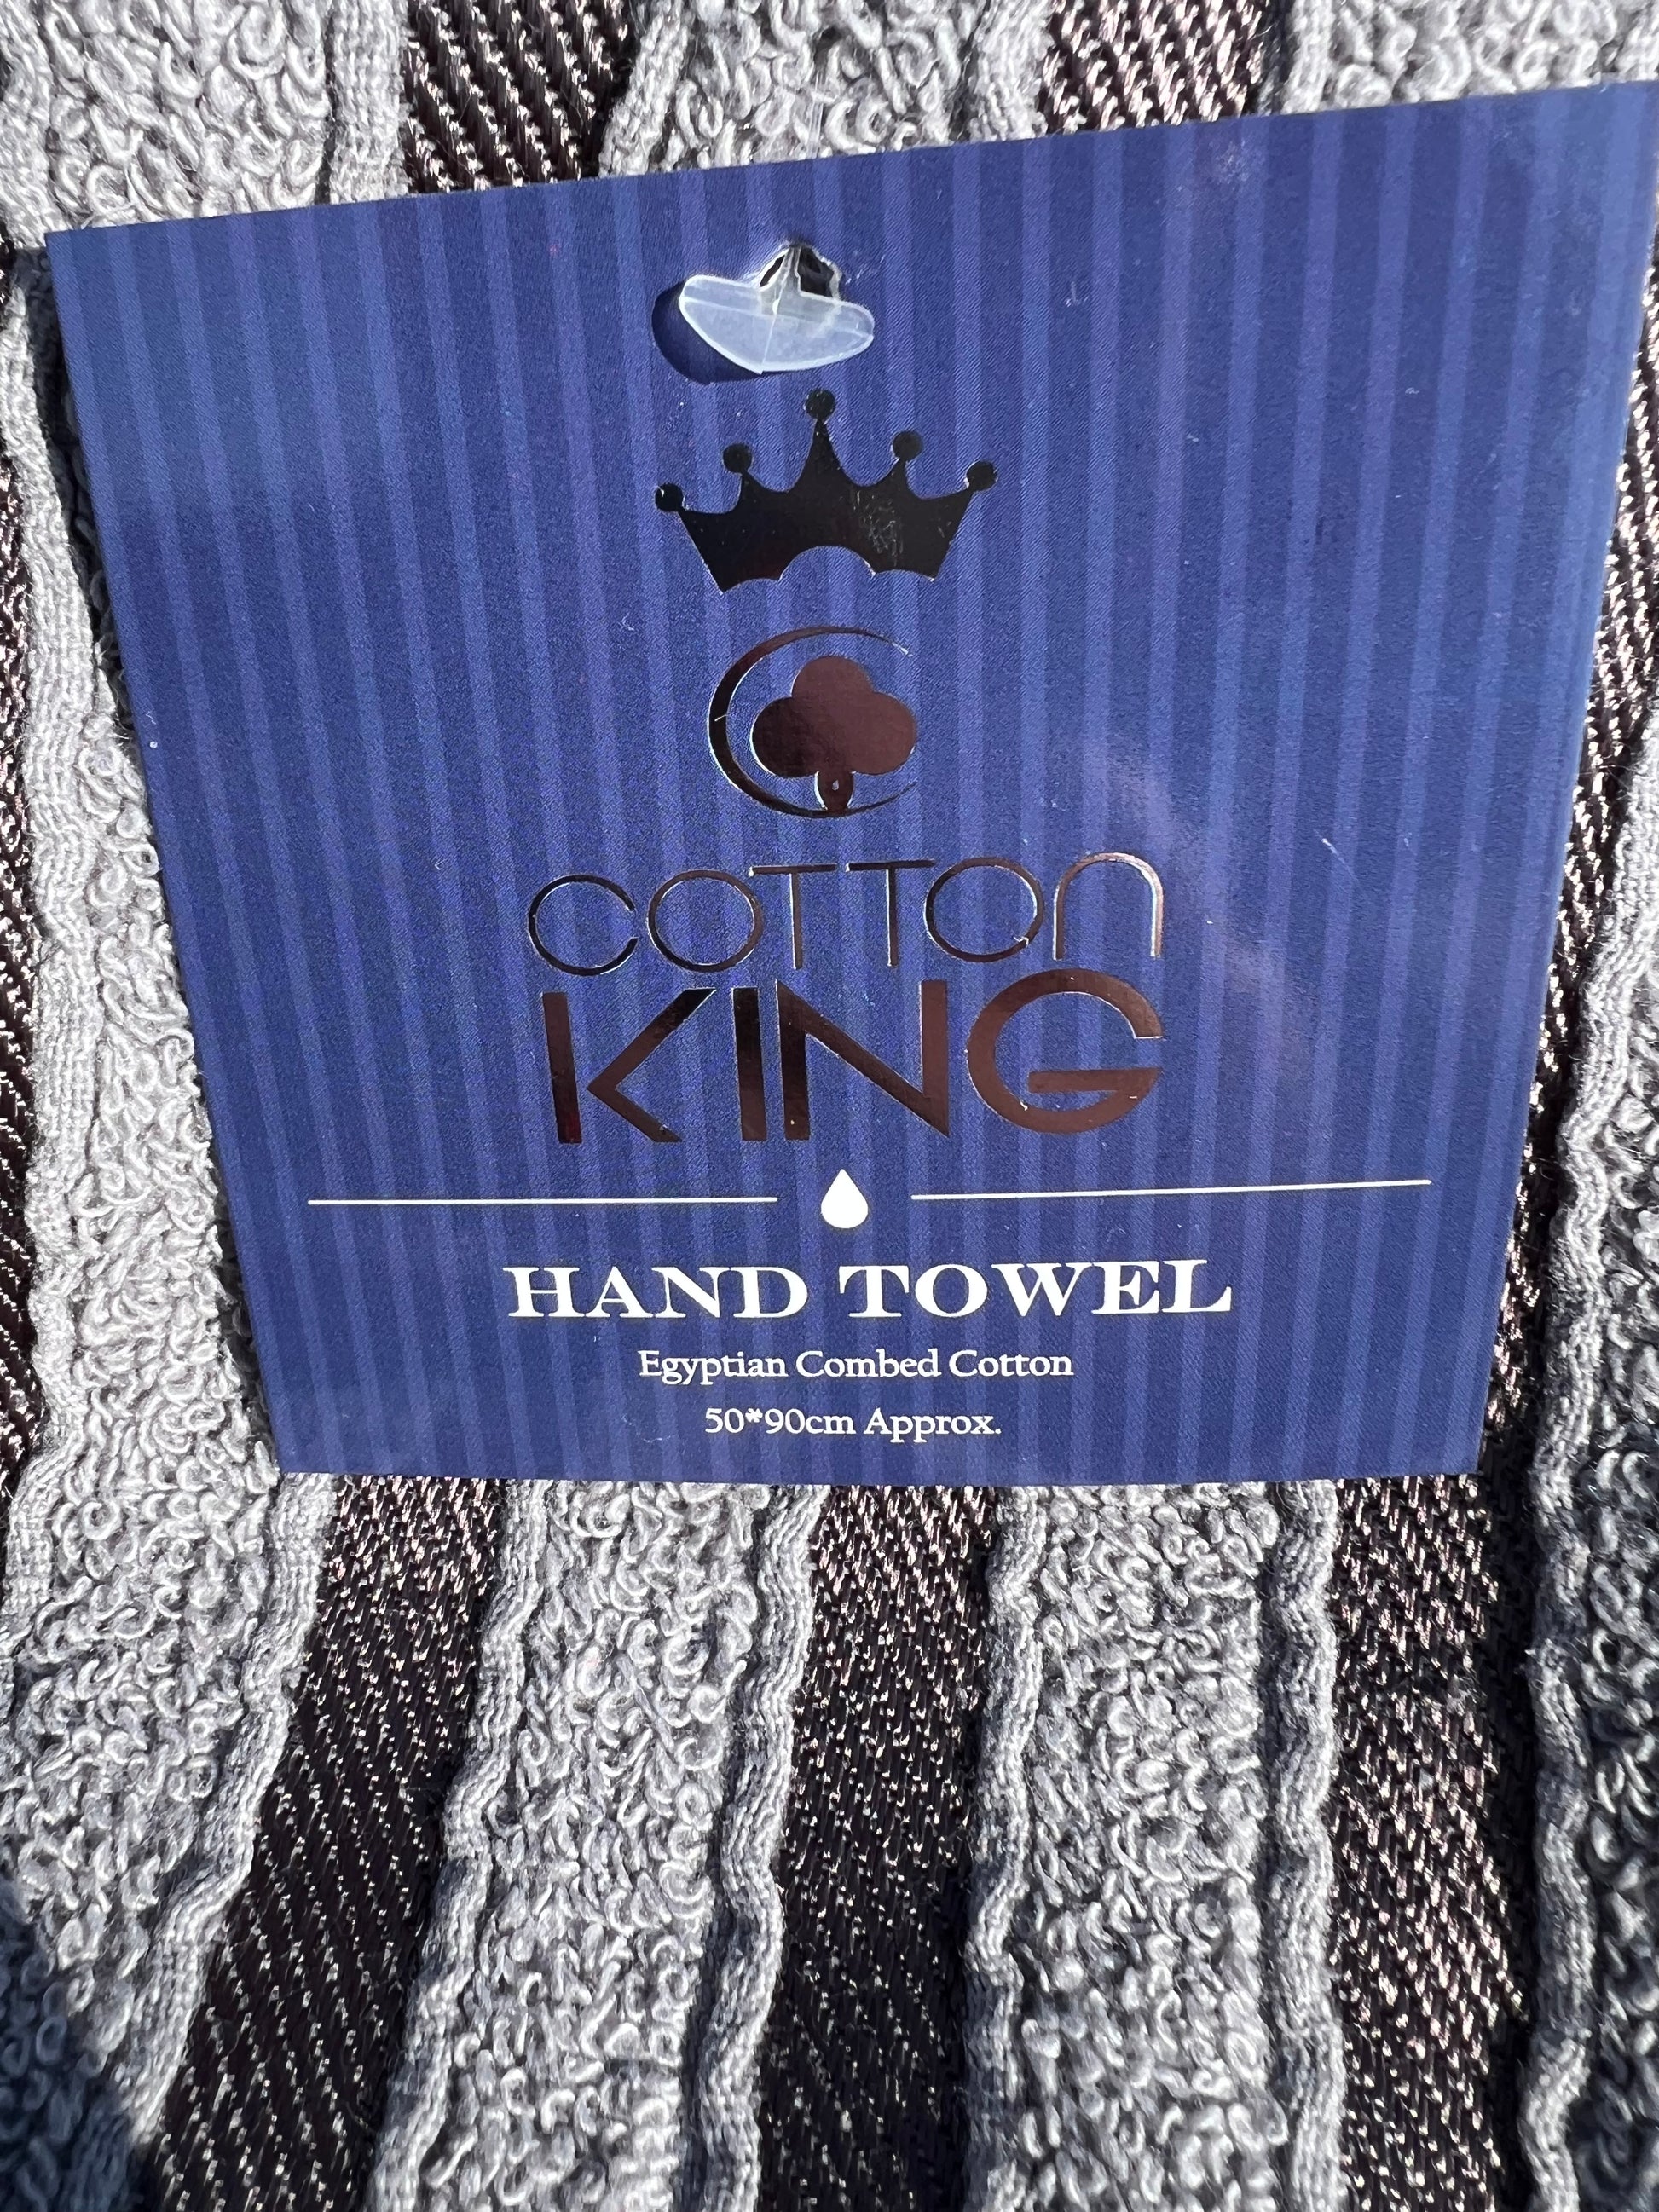 COTTON
KING
HAND TOWEL
Egyptian Combed Cotton
50*90cm Approx.